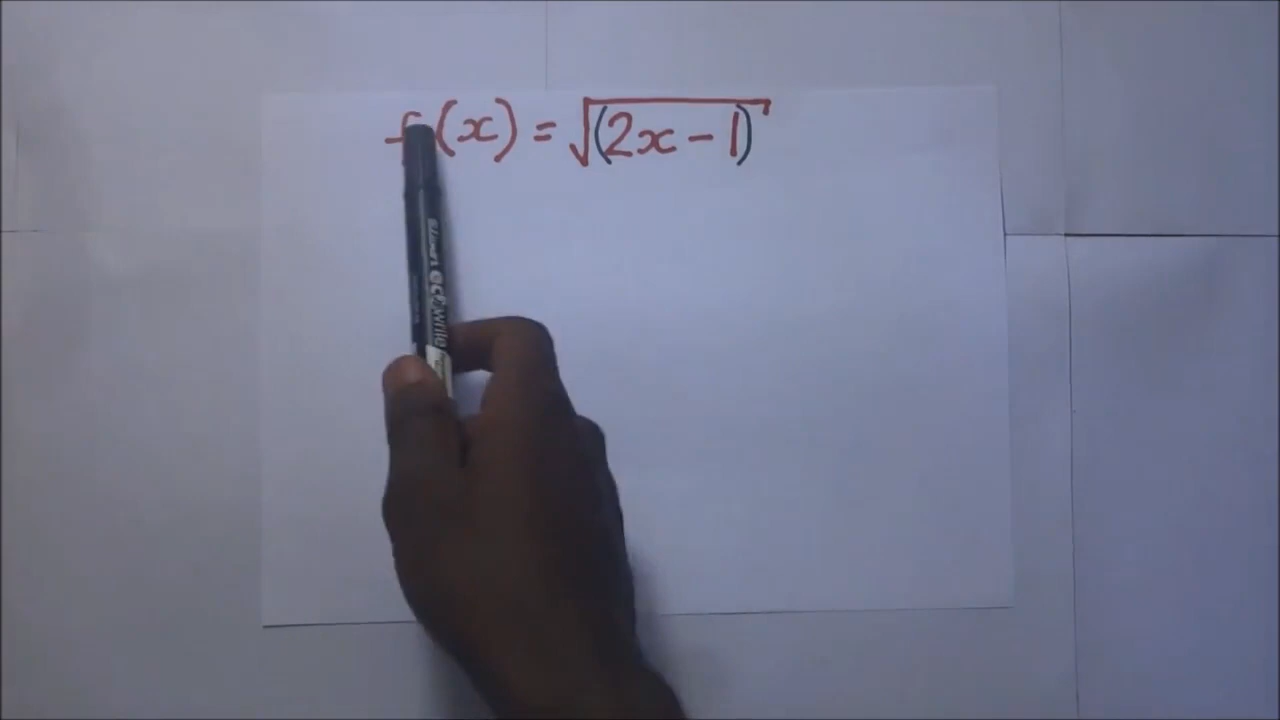 f(x) = √(2x-1)